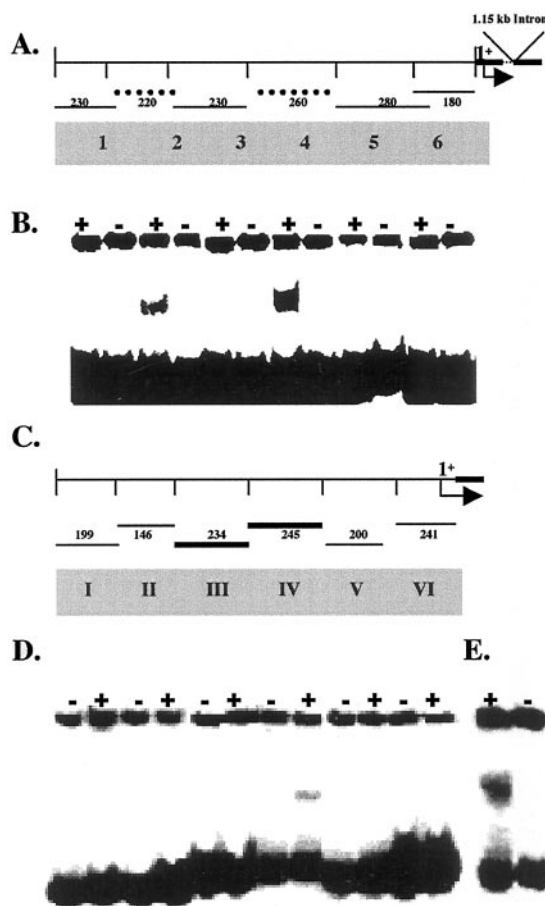 1.15 kb Intron
A.
1+
230 220 230 260 280 180
1 2 3 4 5 6
B.
+ - + - + - + - + - + -
C.
1+
199 146 234 245 200 241
I II III IV V VI
D. E.
- + - + - + - + - + - + + -